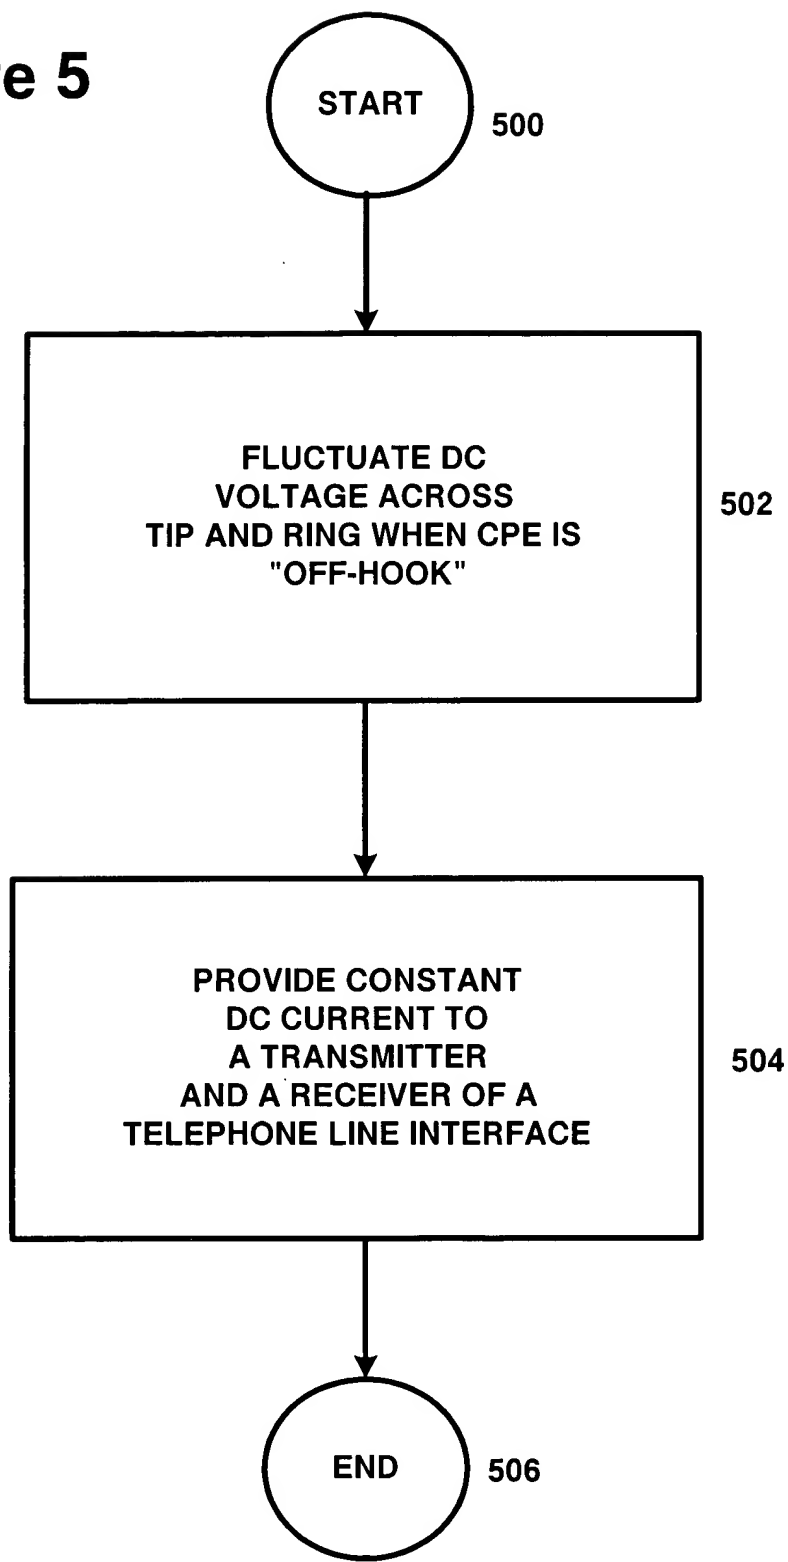 e 5
START
500
FLUCTUATE DC
VOLTAGE ACROSS
TIP AND RING WHEN CPE IS
"OFF-HOOK"
502
PROVIDE CONSTANT
DC CURRENT TO
A TRANSMITTER
AND A RECEIVER OF A
TELEPHONE LINE INTERFACE
504
END
506